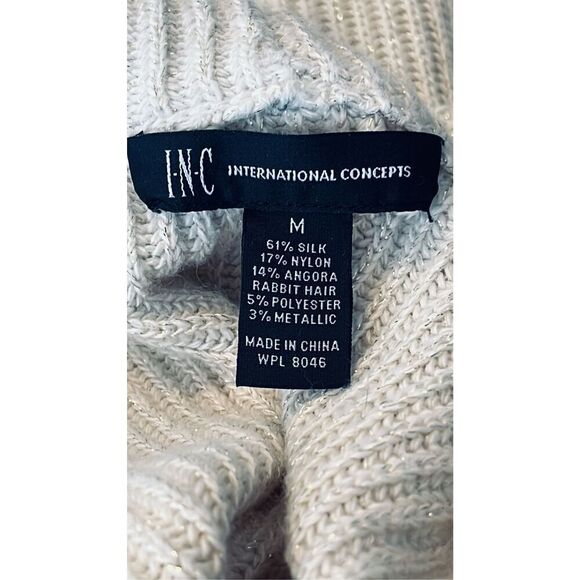 I·N·C INTERNATIONAL CONCEPTS
M
61% SILK
17% NYLON
14% ANGORA
RABBIT HAIR
5% POLYESTER
3% METALLIC
MADE IN CHINA
WPL 8046